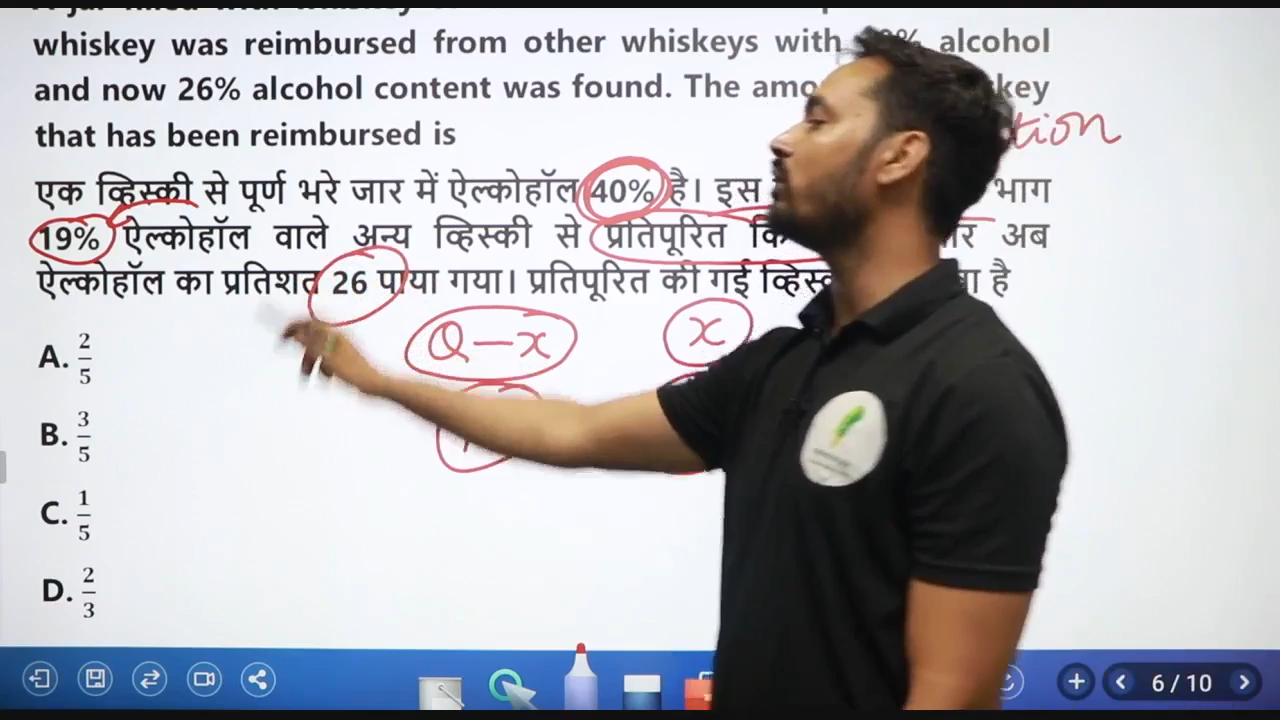 whiskey was reimbursed from other whiskeys with alcohol
and now 26% alcohol content was found. The
that has been reimbursed is
एक व्हिस्की से पूर्ण भरे जार में ऐल्कोहॉल 40% है। इस भाग
19% ऐल्कोहॉल वाले अन्य व्हिस्की से प्रतिपूरित अब
ऐल्कोहॉल का प्रतिशत 26 पाया गया। प्रतिपूरित की गई है
Q-x x
A. 2/5
B. 3/5
C. 1/5
D. 2/3
6 / 10